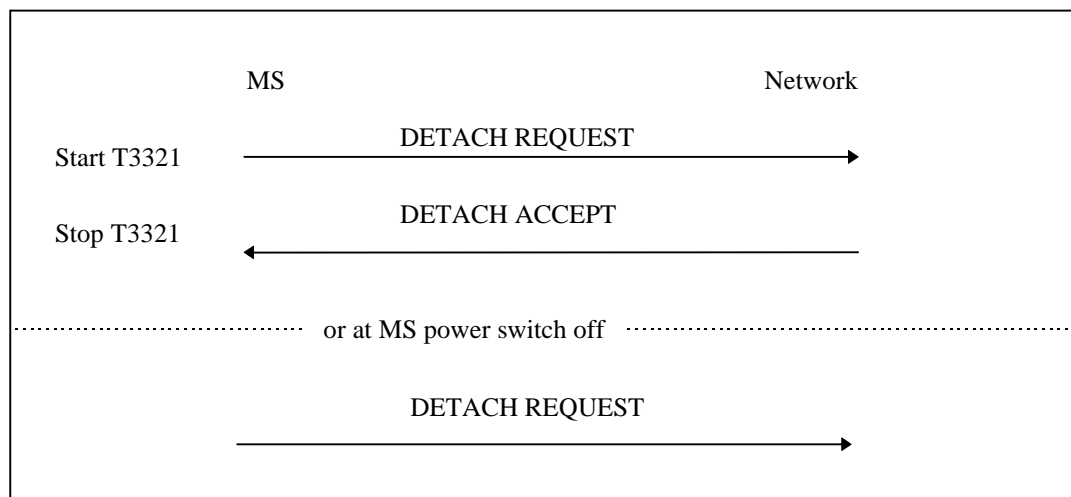 MS Network
Start T3321 DETACH REQUEST
DETACH ACCEPT
Stop T3321
or at MS power switch off
DETACH REQUEST